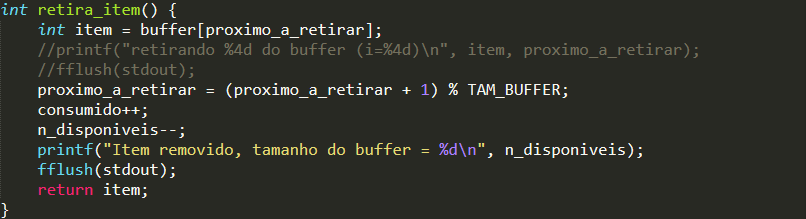 int retira_item() {
    int item = buffer[proximo_a_retirar];
    //printf("retirando %4d do buffer (i=%4d)\n", item, proximo_a_retirar);
    //fflush(stdout);
    proximo_a_retirar = (proximo_a_retirar + 1) % TAM_BUFFER;
    consumido++;
    n_disponiveis--;
    printf("Item removido, tamanho do buffer = %d\n", n_disponiveis);
    fflush(stdout);
    return item;
}